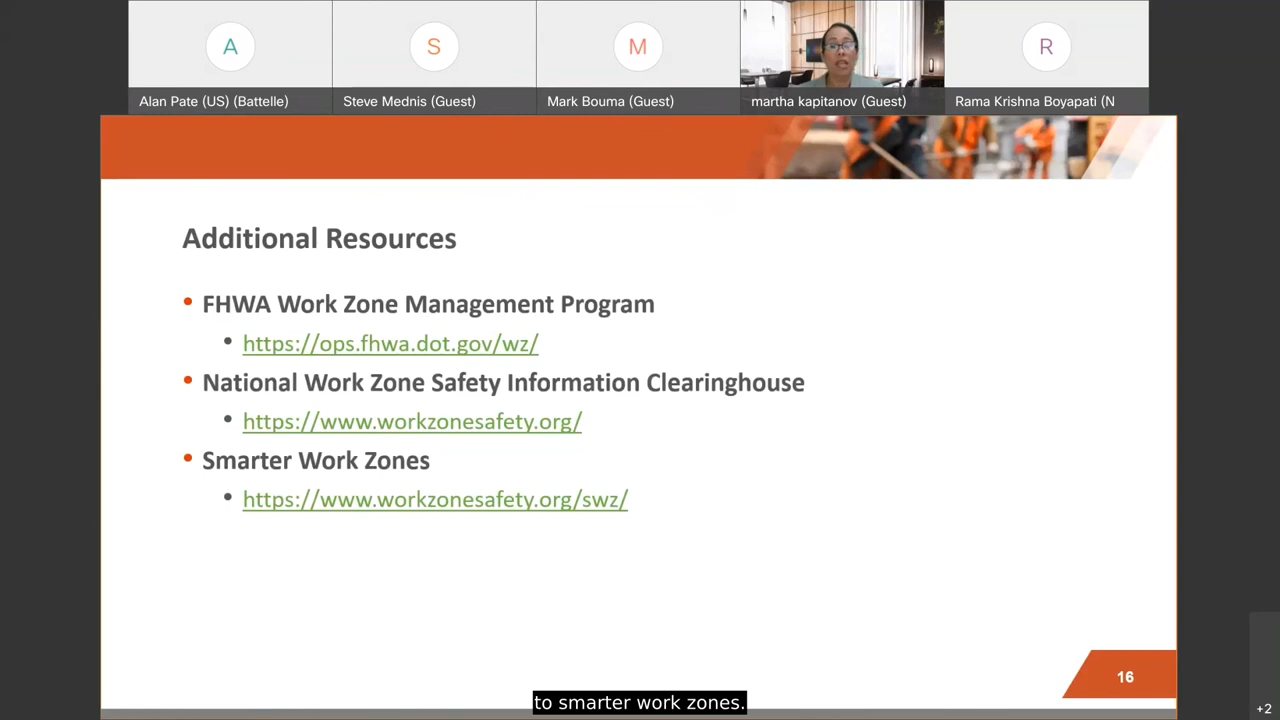 A
S
M
R
Alan Pate (US) (Battelle)
Steve Mednis (Guest)
Mark Bouma (Guest)
martha kapitanov (Guest)
Rama Krishna Boyapati (N
Additional Resources
• FHWA Work Zone Management Program
• https://ops.fhwa.dot.gov/wz/
• National Work Zone Safety Information Clearinghouse
• https://www.workzonesafety.org/
• Smarter Work Zones
• https://www.workzonesafety.org/swz/
16
to smarter work zones.
+2